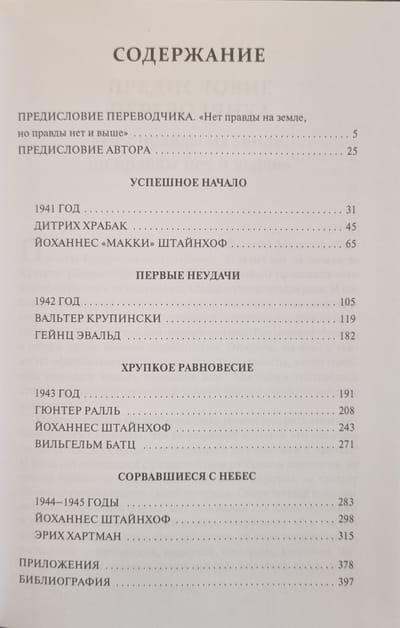 СОДЕРЖАНИЕ
ПРЕДИСЛОВИЕ ПЕРЕВОДЧИКА. «Нет правды на земле,
но правды нет и выше» 5
ПРЕДИСЛОВИЕ АВТОРА 25
УСПЕШНОЕ НАЧАЛО
1941 ГОД 31
ДИТРИХ ХРАБАК 45
ЙОХАННЕС «МАККИ» ШТАЙНХОФ 65
ПЕРВЫЕ НЕУДАЧИ
1942 ГОД 105
ВАЛЬТЕР КРУПИНСКИ 119
ГЕЙНЦ ЭВАЛЬД 182
ХРУПКОЕ РАВНОВЕСИЕ
1943 ГОД 191
ГЮНТЕР РАЛЛЬ 208
ЙОХАННЕС ШТАЙНХОФ 243
ВИЛЬГЕЛЬМ БАТЦ 271
СОРВАВШИЕСЯ С НЕБЕС
1944—1945 ГОДЫ 283
ЙОХАННЕС ШТАЙНХОФ 298
ЭРИХ ХАРТМАН 315
ПРИЛОЖЕНИЯ 378
БИБЛИОГРАФИЯ 397